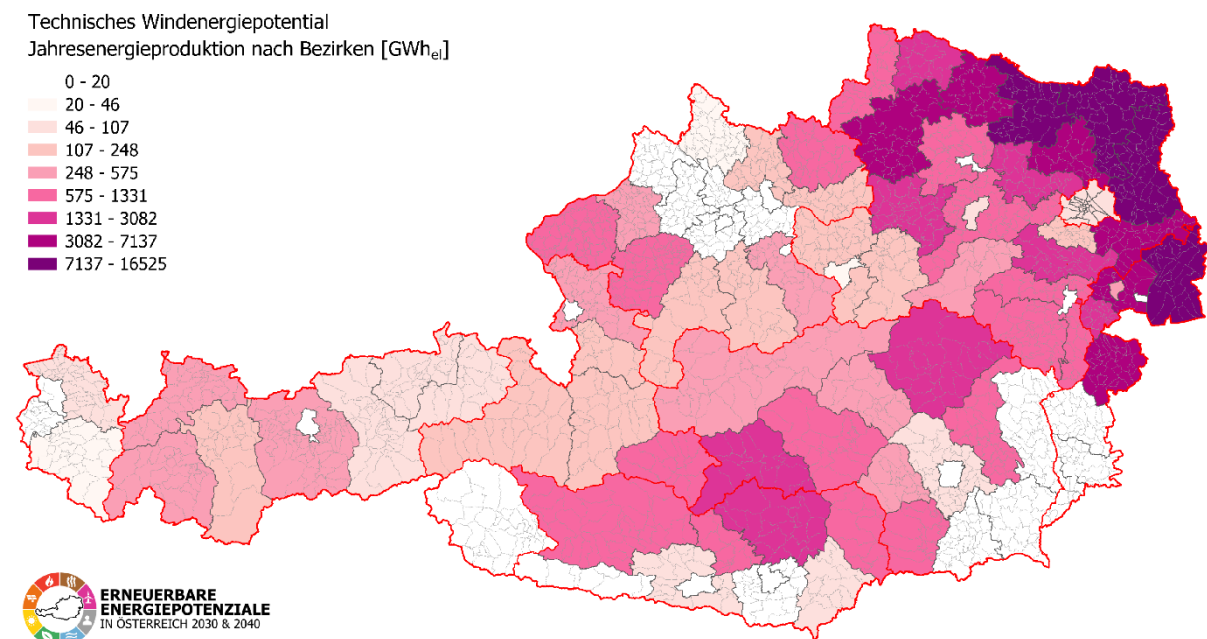 Technisches Windenergiepotential
Jahresenergieproduktion nach Bezirken [GWhel]
0 - 20
20 - 46
46 - 107
107 - 248
248 - 575
575 - 1331
1331 - 3082
3082 - 7137
7137 - 16525
ERNEUERBARE
ENERGIEPOTENZIALE
IN ÖSTERREICH 2030 & 2040